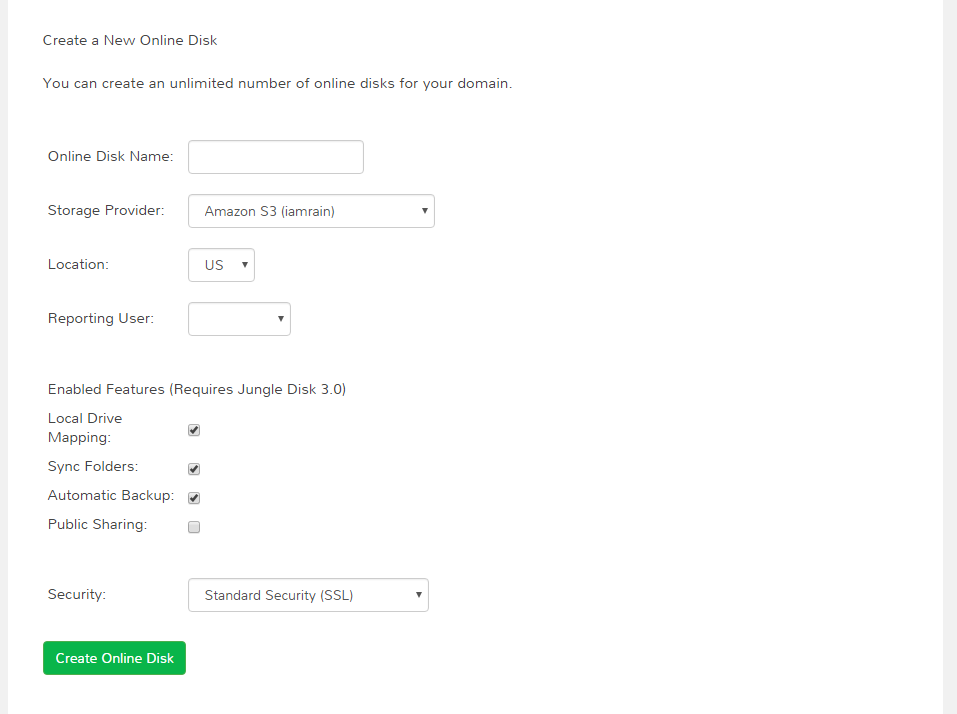 Create a New Online Disk
You can create an unlimited number of online disks for your domain.
Online Disk Name:
Storage Provider: Amazon S3 (iamrain)
Location: US
Reporting User:
Enabled Features (Requires Jungle Disk 3.0)
Local Drive
Mapping:
Sync Folders:
Automatic Backup:
Public Sharing:
Security: Standard Security (SSL)
Create Online Disk